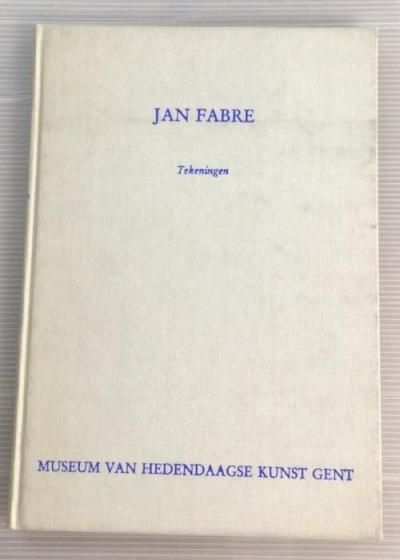 JAN FABRE
Tekeningen
MUSEUM VAN HEDENDAAGSE KUNST GENT